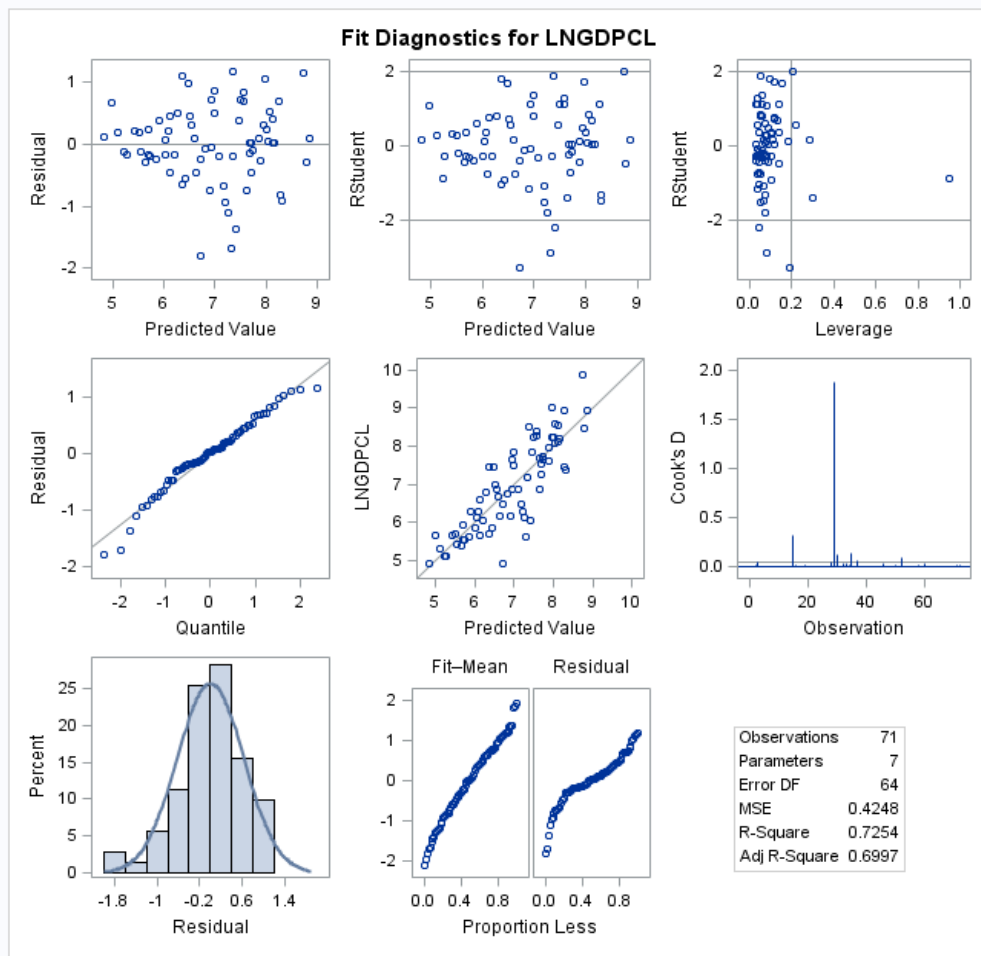 Fit Diagnostics for LNGDPCL
Residual
1
0
-1
-2
5 6 7 8 9
Predicted Value
RStudent
2
0
-2
5 6 7 8 9
Predicted Value
RStudent
2
0
-2
0.0 0.2 0.4 0.6 0.8 1.0
Leverage
Residual
1
0
-1
-2
-2 -1 0 1 2
Quantile
LNGDPCL
10
9
8
7
6
5
5 6 7 8 9 10
Predicted Value
Cook's D
2.0
1.5
1.0
0.5
0.0
0 20 40 60
Observation
Percent
25
20
15
10
5
0
-1.8 -1 -0.2 0.6 1.4
Residual
Fit–Mean Residual
2
1
0
-1
-2
0.0 0.4 0.8 0.0 0.4 0.8
Proportion Less
Observations 71
Parameters 7
Error DF 64
MSE 0.4248
R-Square 0.7254
Adj R-Square 0.6997